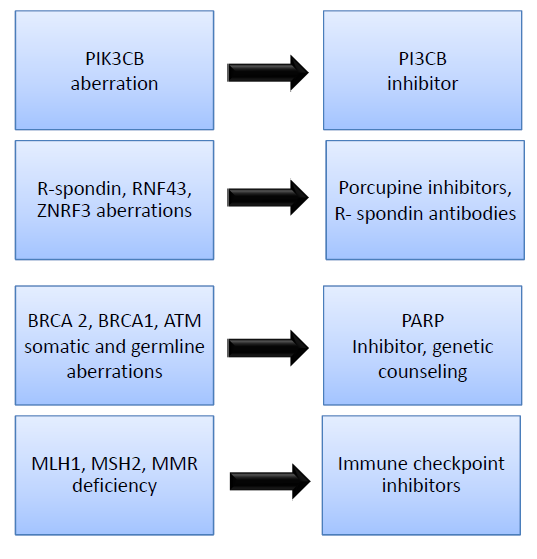 PIK3CB
aberration
PI3CB
inhibitor
R-spondin, RNF43,
ZNRF3 aberrations
Porcupine inhibitors,
R- spondin antibodies
BRCA 2, BRCA1, ATM
somatic and germline
aberrations
PARP
Inhibitor, genetic
counseling
MLH1, MSH2, MMR
deficiency
Immune checkpoint
inhibitors